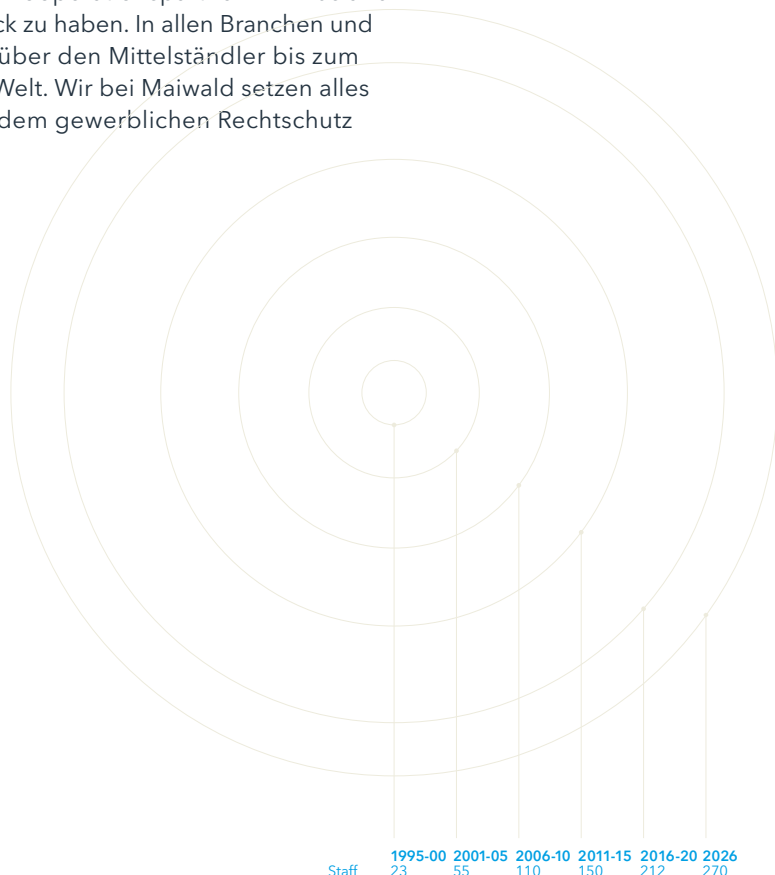 ck zu haben. In allen Branchen und
über den Mittelständler bis zum
Welt. Wir bei Maiwald setzen alles
dem gewerblichen Rechtschutz
1995-00 2001-05 2006-10 2011-15 2016-20 2026
Staff 23 55 110 150 212 270